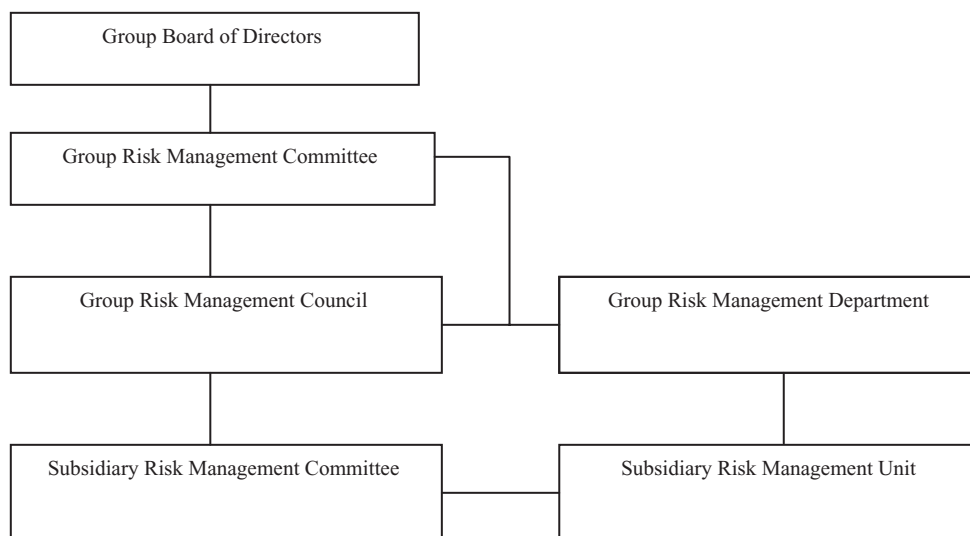 Group Board of Directors
Group Risk Management Committee
Group Risk Management Council
Group Risk Management Department
Subsidiary Risk Management Committee
Subsidiary Risk Management Unit